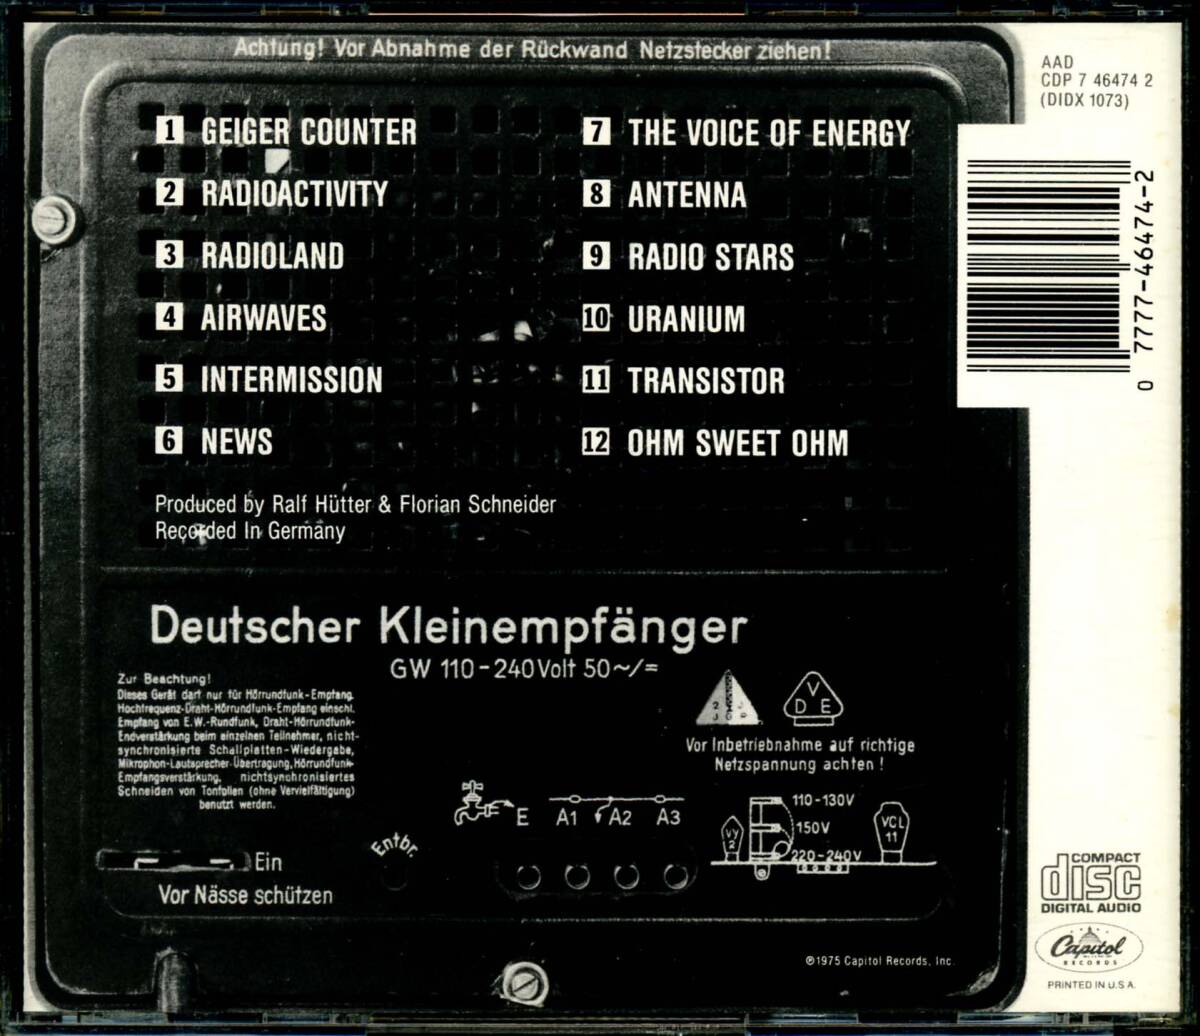 Achtung! Vor Abnahme der Rückwand Netzstecker ziehen!
AAD
CDP 7 46474 2
(DIDX 1073)
1 GEIGER COUNTER
2 RADIOACTIVITY
3 RADIOLAND
4 AIRWAVES
5 INTERMISSION
6 NEWS
7 THE VOICE OF ENERGY
8 ANTENNA
9 RADIO STARS
10 URANIUM
11 TRANSISTOR
12 OHM SWEET OHM
0 7777-46474-2
Produced by Ralf Hütter & Florian Schneider
Recorded In Germany
Deutscher Kleinempfänger
GW 110-240Volt 50~/=
Zur Beachtung!
Dieses Gerät darf nur für Hörrundfunk-Empfang,
Hochfrequenz-Draht-Hörrundfunk-Empfang einschl.
Empfang von E.W.-Rundfunk, Draht-Hörrundfunk-
Endverstärkung beim einzelnen Teilnehmer, nicht-
synchronisierte Schallplatten-Wiedergabe,
Mikrophon-Lautsprecher-Übertragung, Hörrundfunk-
Empfangsverstärkung, nichtsynchronisiertes
Schneiden von Tonfolien (ohne Vervielfältigung)
benutzt werden.
V
D E
Vor Inbetriebnahme auf richtige
Netzspannung achten!
E A1 A2 A3
110-130V
150V
220-240V
VY
2
VCL
11
Entbr.
Ein
Vor Nässe schützen
COMPACT
disc
DIGITAL AUDIO
Capitol
RECORDS
PRINTED IN U.S.A.
℗1975 Capitol Records, Inc.